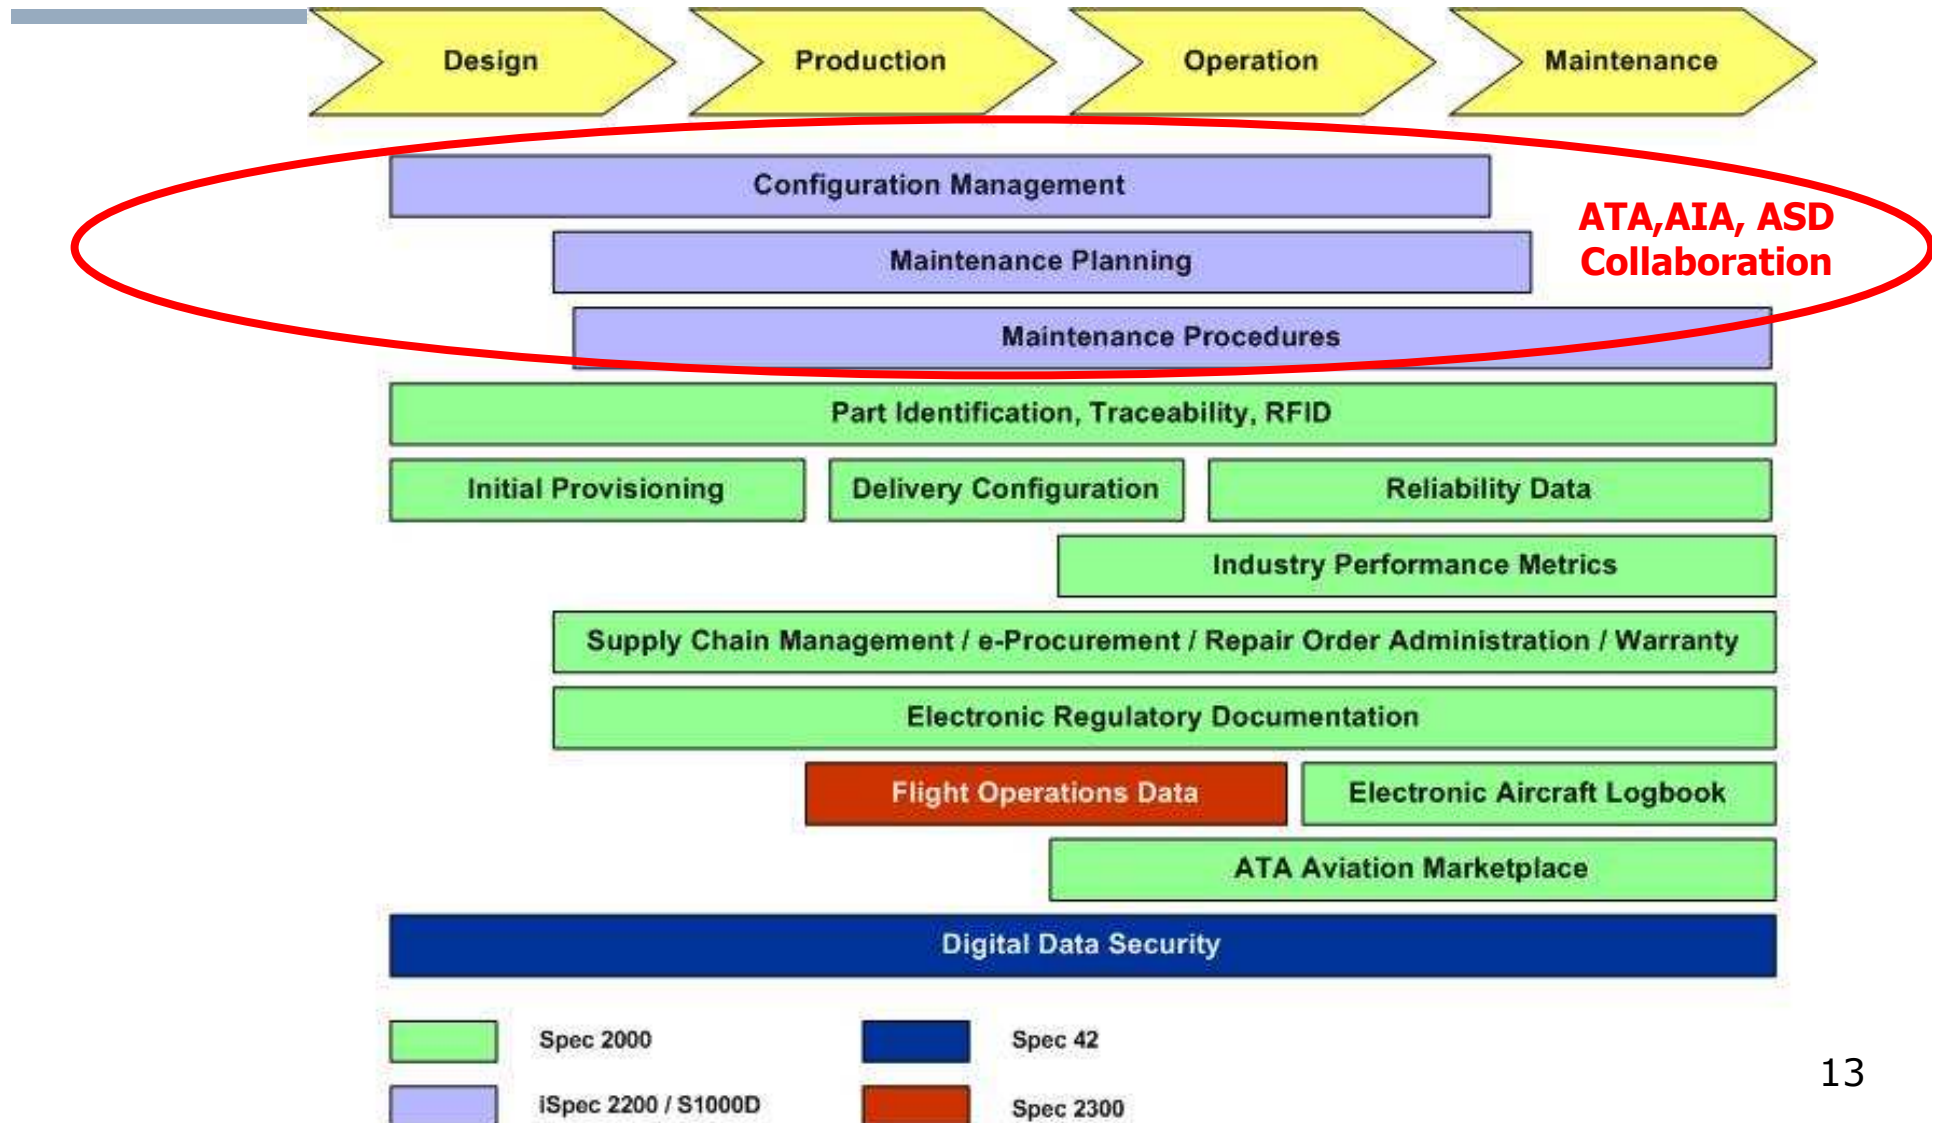 Design
Production
Operation
Maintenance
Configuration Management
ATA,AIA, ASD
Collaboration
Maintenance Planning
Maintenance Procedures
Part Identification, Traceability, RFID
Initial Provisioning
Delivery Configuration
Reliability Data
Industry Performance Metrics
Supply Chain Management / e-Procurement / Repair Order Administration / Warranty
Electronic Regulatory Documentation
Flight Operations Data
Electronic Aircraft Logbook
ATA Aviation Marketplace
Digital Data Security
Spec 2000
Spec 42
iSpec 2200 / S1000D
Spec 2300
13